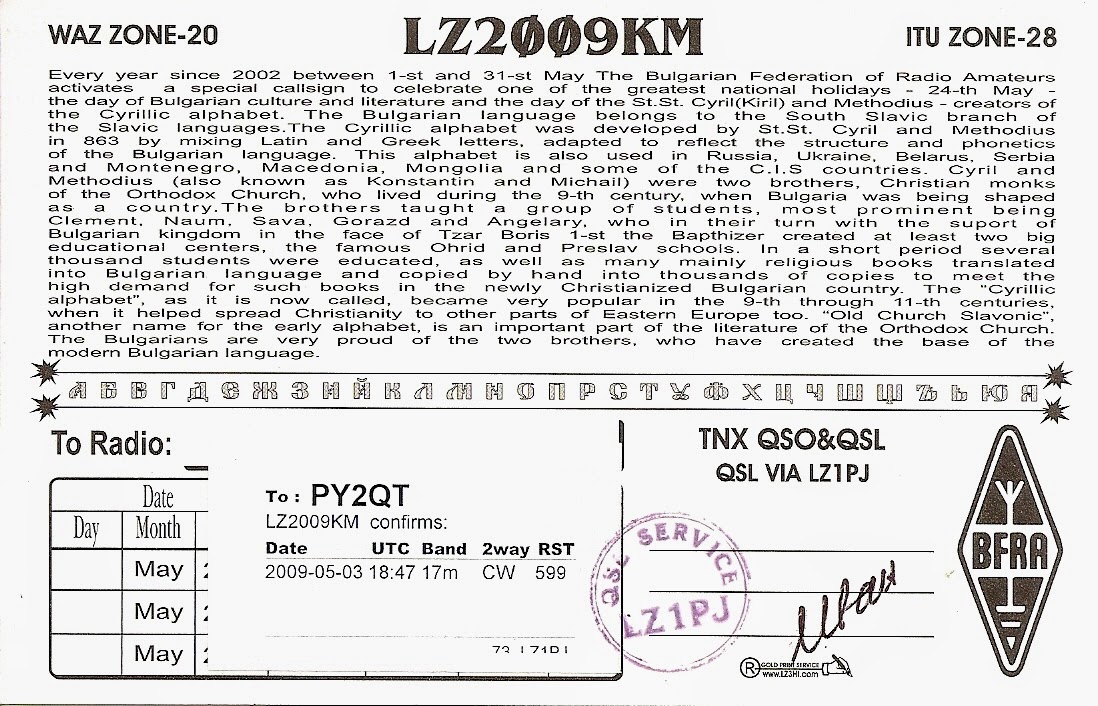 WAZ ZONE-20 LZ2009KM ITU ZONE-28
Every year since 2002 between 1-st and 31-st May The Bulgarian Federation of Radio Amateurs
activates a special callsign to celebrate one of the greatest national holidays - 24-th May -
the day of Bulgarian culture and literature and the day of the St.St. Cyril(Kiril) and Methodius - creators of
the Cyrillic alphabet. The Bulgarian language belongs to the South Slavic branch of
the Slavic languages.The Cyrillic alphabet was developed by St.St. Cyril and Methodius
in 863 by mixing Latin and Greek letters, adapted to reflect the structure and phonetics
of the Bulgarian language. This alphabet is also used in Russia, Ukraine, Belarus, Serbia
and Montenegro, Macedonia, Mongolia and some of the C.I.S countries. Cyril and
Methodius (also known as Konstantin and Michail) were two brothers, Christian monks
of the Orthodox Church, who lived during the 9-th century, when Bulgaria was being shaped
as a country.The brothers taught a group of students, most prominent being
Clement, Naum, Sava, Gorazd and Angelary, who in their turn with the suport of
Bulgarian kingdom in the face of Tzar Boris 1-st the Bapthizer created at least two big
educational centers, the famous Ohrid and Preslav schools. In a short period several
thousand students were educated, as well as many mainly religious books translated
into Bulgarian language and copied by hand into thousands of copies to meet the
high demand for such books in the newly Christianized Bulgarian country. The "Cyrillic
alphabet", as it is now called, became very popular in the 9-th through 11-th centuries,
when it helped spread Christianity to other parts of Eastern Europe too. "Old Church Slavonic",
another name for the early alphabet, is an important part of the literature of the Orthodox Church.
The Bulgarians are very proud of the two brothers, who have created the base of the
modern Bulgarian language.
А Б В Г Д Е Ж З И Й К Л М Н О П Р С Т У Ф Х Ц Ч Ш Щ Ъ Ь Ю Я
To Radio:
Date
Day Month
May
May
May
To: PY2QT
LZ2009KM confirms:
Date UTC Band 2way RST
2009-05-03 18:47 17m CW 599
TNX QSO&QSL
QSL VIA LZ1PJ
QSL SERVICE
LZ1PJ
Иван
R GOLD PRINT SERVICE
www.LZ3HI.com
BFRA